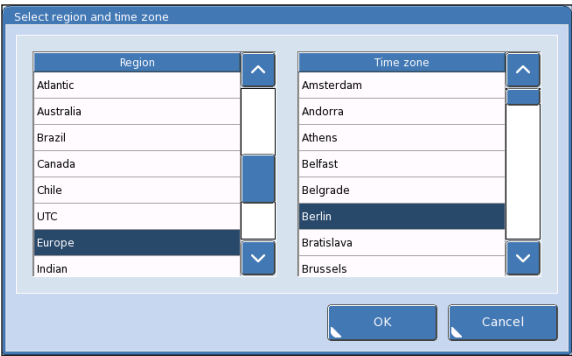 Select region and time zone
Region
Atlantic
Australia
Brazil
Canada
Chile
UTC
Europe
Indian
Time zone
Amsterdam
Andorra
Athens
Belfast
Belgrade
Berlin
Bratislava
Brussels
OK
Cancel